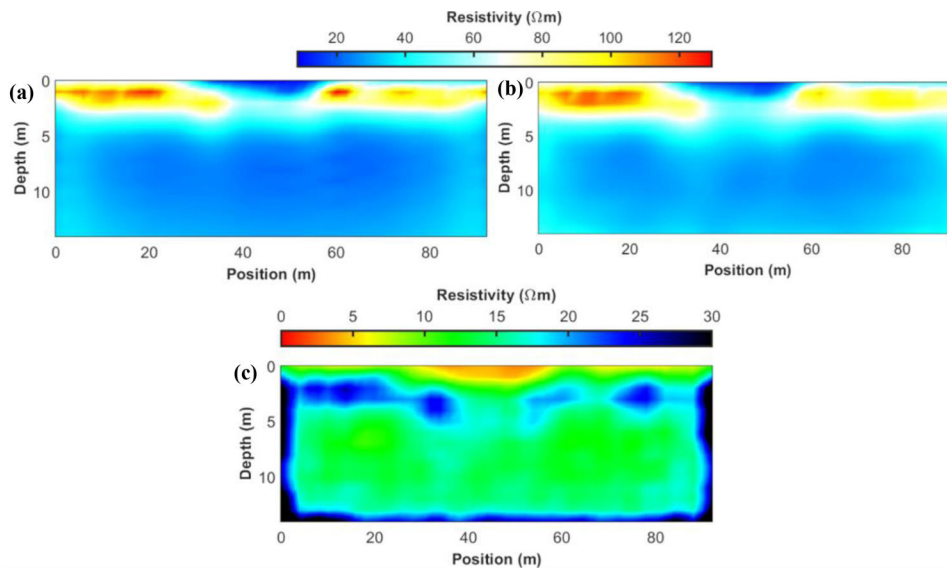 Resistivity (Ωm)
20 40 60 80 100 120
(a)
0
5
10
Depth (m)
0 20 40 60 80
Position (m)
(b)
0
5
10
Depth (m)
0 20 40 60 80
Position (m)
Resistivity (Ωm)
0 5 10 15 20 25 30
(c)
0
5
10
Depth (m)
0 20 40 60 80
Position (m)